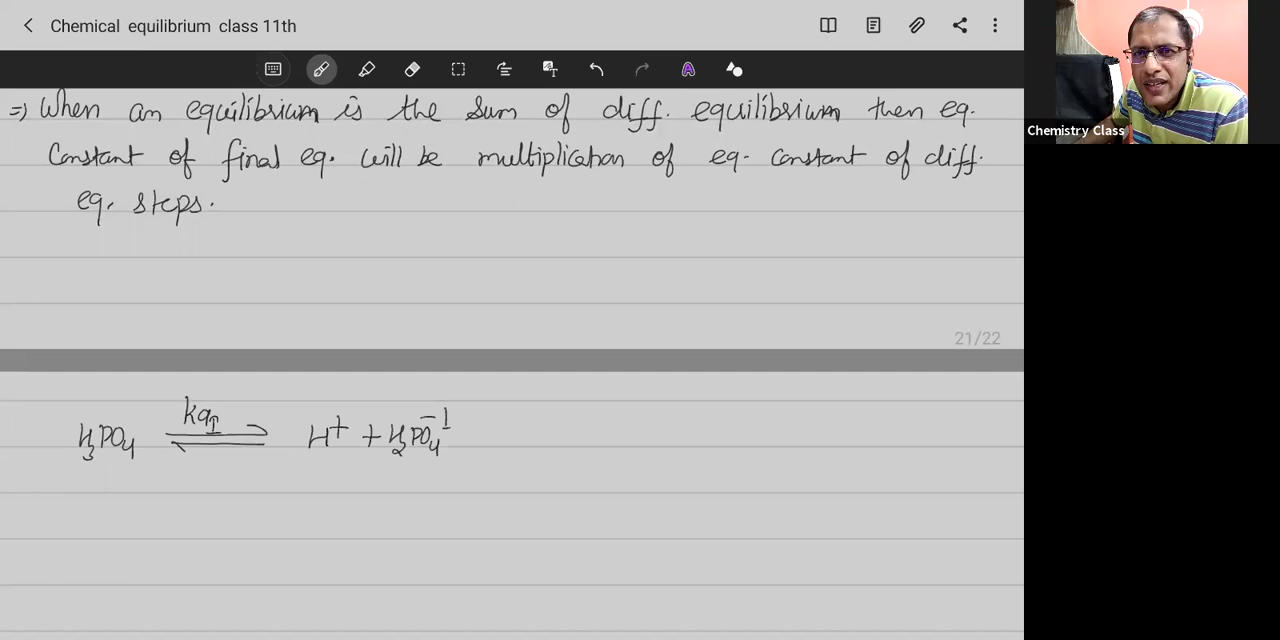 Chemical equilibrium class 11th
⇒ When an equilibrium is the sum of diff. equilibrium then eq.
Constant of final eq. will be multiplication of eq. constant of diff.
eq. steps.
Chemistry Class
21/22
H₃PO₄ ⇌ (ka_I) H⁺ + H₂PO₄⁻¹